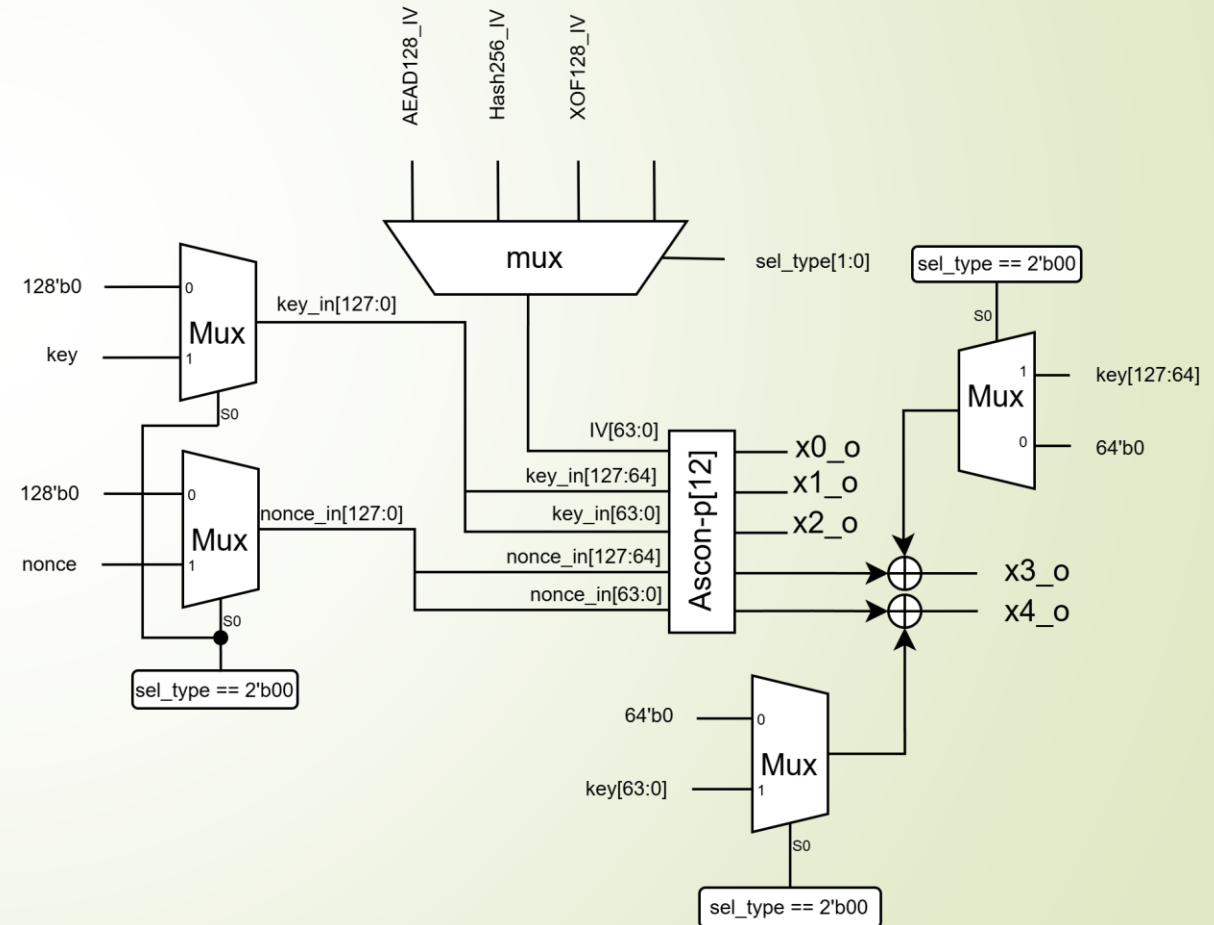 AEAD128_IV
Hash256_IV
XOF128_IV
mux
sel_type[1:0]
sel_type == 2'b00
S0
128'b0
0
key
1
Mux
S0
key_in[127:0]
1
key[127:64]
Mux
0
64'b0
128'b0
0
nonce
1
Mux
S0
nonce_in[127:0]
sel_type == 2'b00
IV[63:0]
key_in[127:64]
key_in[63:0]
nonce_in[127:64]
nonce_in[63:0]
Ascon-p[12]
x0_o
x1_o
x2_o
x3_o
x4_o
64'b0
0
Mux
key[63:0]
1
S0
sel_type == 2'b00